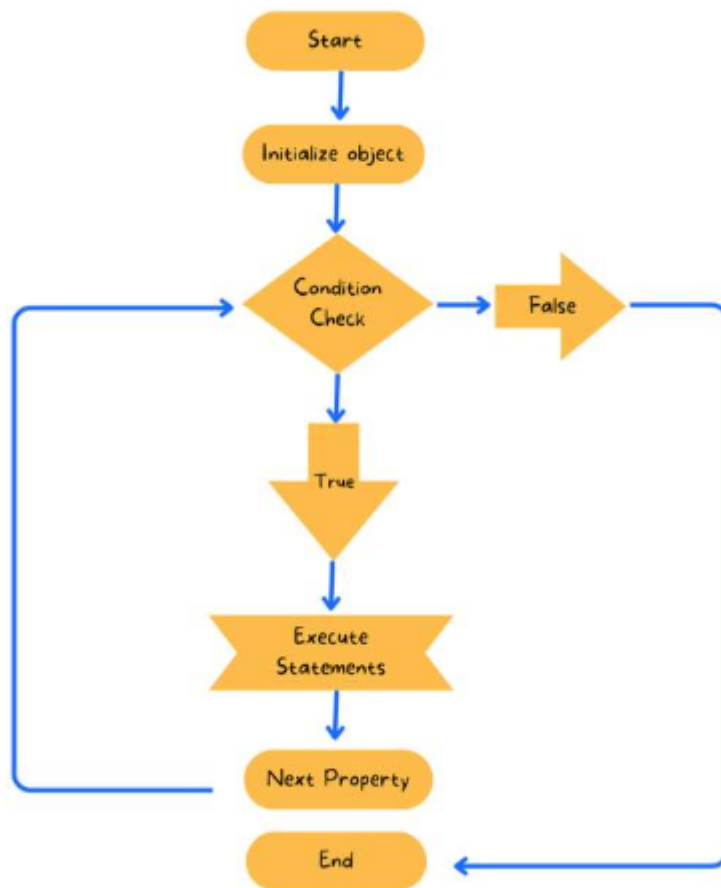 Start
Initialize object
Condition
Check
False
True
Execute
Statements
Next Property
End